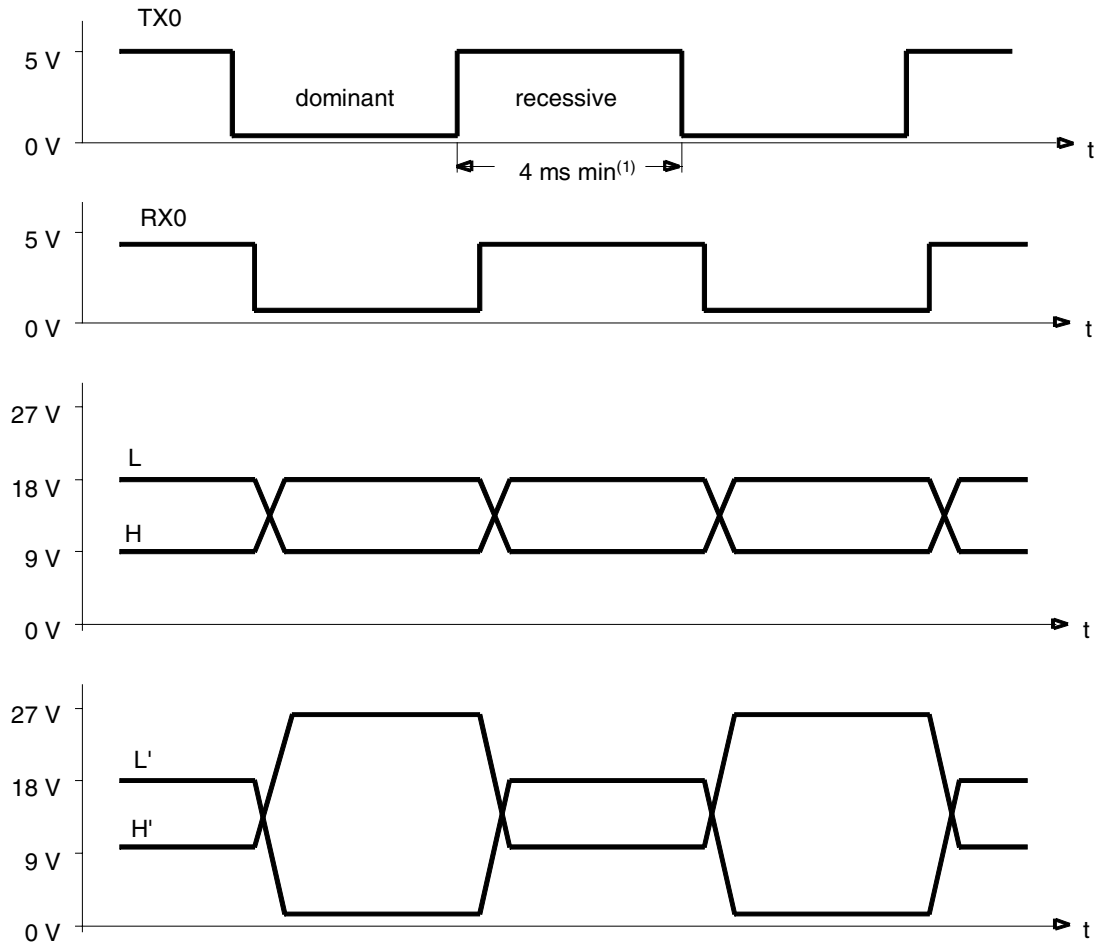 TX0
5 V
dominant recessive
0 V
t
4 ms min(1)
RX0
5 V
0 V
t
27 V
L
18 V
H
9 V
0 V
t
27 V
L'
18 V
H'
9 V
0 V
t